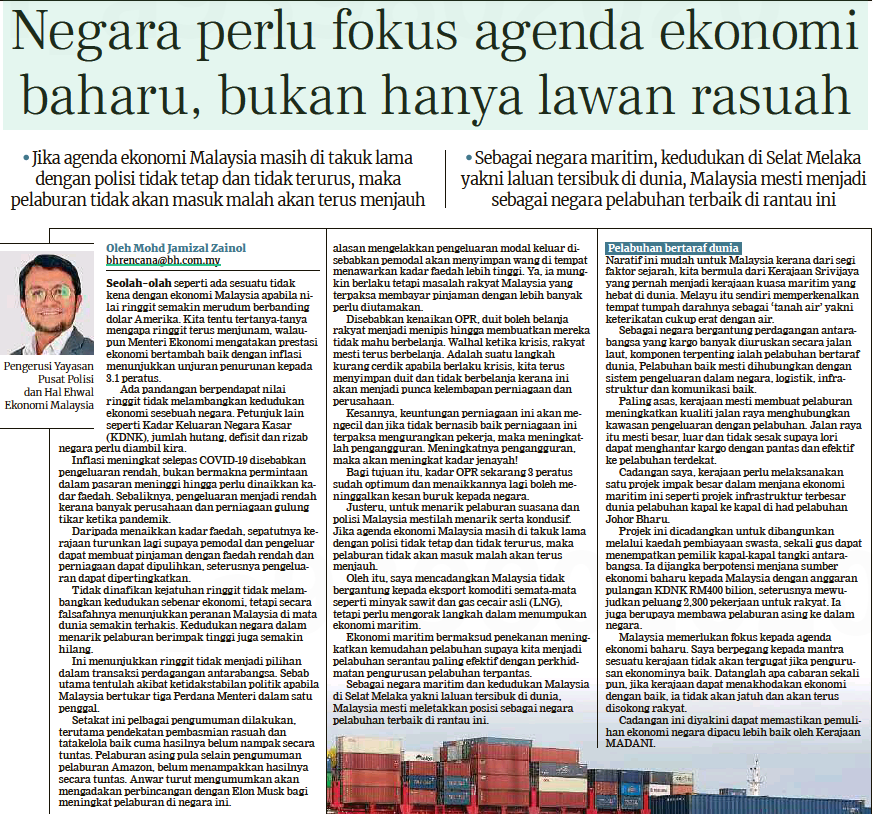 Negara perlu fokus agenda ekonomi
baharu, bukan hanya lawan rasuah
• Jika agenda ekonomi Malaysia masih di takuk lama
dengan polisi tidak tetap dan tidak terurus, maka
pelaburan tidak akan masuk malah akan terus menjauh
• Sebagai negara maritim, kedudukan di Selat Melaka
yakni laluan tersibuk di dunia, Malaysia mesti menjadi
sebagai negara pelabuhan terbaik di rantau ini
Pengerusi Yayasan
Pusat Polisi
dan Hal Ehwal
Ekonomi Malaysia
Oleh Mohd Jamizal Zainol
bhrencana@bh.com.my
Seolah-olah seperti ada sesuatu tidak
kena dengan ekonomi Malaysia apabila ni-
lai ringgit semakin merudum berbanding
dolar Amerika. Kita tentu tertanya-tanya
mengapa ringgit terus menjunam, walau-
pun Menteri Ekonomi mengatakan prestasi
ekonomi bertambah baik dengan inflasi
menunjukkan unjuran penurunan kepada
3.1 peratus.
Ada pandangan berpendapat nilai
ringgit tidak melambangkan kedudukan
ekonomi sesebuah negara. Petunjuk lain
seperti Kadar Keluaran Negara Kasar
(KDNK), jumlah hutang, defisit dan rizab
negara perlu diambil kira.
Inflasi meningkat selepas COVID-19 disebabkan
pengeluaran rendah, bukan bermakna permintaan
dalam pasaran meninggi hingga perlu dinaikkan ka-
dar faedah. Sebaliknya, pengeluaran menjadi rendah
kerana banyak perusahaan dan perniagaan gulung
tikar ketika pandemik.
Daripada menaikkan kadar faedah, sepatutnya ke-
rajaan turunkan lagi supaya pemodal dan pengeluar
dapat membuat pinjaman dengan faedah rendah dan
perniagaan dapat dipulihkan, seterusnya pengelua-
ran dapat dipertingkatkan.
Tidak dinafikan kejatuhan ringgit tidak melam-
bangkan kedudukan sebenar ekonomi, tetapi secara
falsafahnya menunjukkan peranan Malaysia di mata
dunia semakin terhakis. Kedudukan negara dalam
menarik pelaburan berimpak tinggi juga semakin
hilang.
Ini menunjukkan ringgit tidak menjadi pilihan
dalam transaksi perdagangan antarabangsa. Sebab
utama tentulah akibat ketidakstabilan politik apabila
Malaysia bertukar tiga Perdana Menteri dalam satu
penggal.
Setakat ini pelbagai pengumuman dilakukan,
terutama pendekatan pembasmian rasuah dan
tatakelola baik cuma hasilnya belum nampak secara
tuntas. Pelaburan asing pula selain pengumuman
pelaburan Amazon, belum menampakkan hasilnya
secara tuntas. Anwar turut mengumumkan akan
mengadakan perbincangan dengan Elon Musk bagi
meningkat pelaburan di negara ini.
alasan mengelakkan pengeluaran modal keluar di-
sebabkan pemodal akan menyimpan wang di tempat
menawarkan kadar faedah lebih tinggi. Ya, ia mung-
kin berlaku tetapi masalah rakyat Malaysia yang
terpaksa membayar pinjaman dengan lebih banyak
perlu diutamakan.
Disebabkan kenaikan OPR, duit boleh belanja
rakyat menjadi menipis hingga membuatkan mereka
tidak mahu berbelanja. Walhal ketika krisis, rakyat
mesti terus berbelanja. Adalah suatu langkah
kurang cerdik apabila berlaku krisis, kita terus
menyimpan duit dan tidak berbelanja kerana ini
akan menjadi punca kelembapan perniagaan dan
perusahaan.
Kesannya, keuntungan perniagaan ini akan me-
ngecil dan jika tidak bernasib baik perniagaan ini
terpaksa mengurangkan pekerja, maka meningkat-
lah pengangguran. Meningkatnya pengangguran,
maka akan meningkat kadar jenayah!
Bagi tujuan itu, kadar OPR sekarang 3 peratus
sudah optimum dan menaikkannya lagi boleh me-
ninggalkan kesan buruk kepada negara.
Justeru, untuk menarik pelaburan suasana dan
polisi Malaysia mestilah menarik serta kondusif.
Jika agenda ekonomi Malaysia masih di takuk lama
dengan polisi tidak tetap dan tidak terurus, maka
pelaburan tidak akan masuk malah akan terus
menjauh.
Oleh itu, saya mencadangkan Malaysia tidak
bergantung kepada eksport komoditi semata-mata
seperti minyak sawit dan gas cecair asli (LNG),
tetapi perlu mengorak langkah dalam menumpukan
ekonomi maritim.
Ekonomi maritim bermaksud penekanan mening-
katkan kemudahan pelabuhan supaya kita menjadi
pelabuhan serantau paling efektif dengan perkhid-
matan pengurusan pelabuhan terpantas.
Sebagai negara maritim dan kedudukan Malaysia
di Selat Melaka yakni laluan tersibuk di dunia,
Malaysia mesti meletakkan posisi sebagai negara
pelabuhan terbaik di rantau ini.
Pelabuhan bertaraf dunia
Naratif ini mudah untuk Malaysia kerana dari segi
faktor sejarah, kita bermula dari Kerajaan Srivijaya
yang pernah menjadi kerajaan kuasa maritim yang
hebat di dunia. Melayu itu sendiri memperkenalkan
tempat tumpah darahnya sebagai 'tanah air' yakni
keterikatan cukup erat dengan air.
Sebagai negara bergantung perdagangan antara-
bangsa yang kargo banyak diuruskan secara jalan
laut, komponen terpenting ialah pelabuhan bertaraf
dunia, Pelabuhan baik mesti dihubungkan dengan
sistem pengeluaran dalam negara, logistik, infra-
struktur dan komunikasi baik.
Paling asas, kerajaan mesti membuat pelaburan
meningkatkan kualiti jalan raya menghubungkan
kawasan pengeluaran dengan pelabuhan. Jalan raya
itu mesti besar, luar dan tidak sesak supaya lori
dapat menghantar kargo dengan pantas dan efektif
ke pelabuhan terdekat.
Cadangan saya, kerajaan perlu melaksanakan
satu projek impak besar dalam menjana ekonomi
maritim ini seperti projek infrastruktur terbesar
dunia pelabuhan kapal ke kapal di had pelabuhan
Johor Bharu.
Projek ini dicadangkan untuk dibangunkan
melalui kaedah pembiayaan swasta, sekali gus dapat
menempatkan pemilik kapal-kapal tangki antara-
bangsa. Ia dijangka berpotensi menjana sumber
ekonomi baharu kepada Malaysia dengan anggaran
pulangan KDNK RM400 bilion, seterusnya mewu-
judkan peluang 2,300 pekerjaan untuk rakyat. Ia
juga berupaya membawa pelaburan asing ke dalam
negara.
Malaysia memerlukan fokus kepada agenda
ekonomi baharu. Saya berpegang kepada mantra
sesuatu kerajaan tidak akan tergugat jika penguru-
san ekonominya baik. Datanglah apa cabaran sekali
pun, jika kerajaan dapat menakhodakan ekonomi
dengan baik, ia tidak akan jatuh dan akan terus
disokong rakyat.
Cadangan ini diyakini dapat memastikan pemuli-
han ekonomi negara dipacu lebih baik oleh Kerajaan
MADANI.